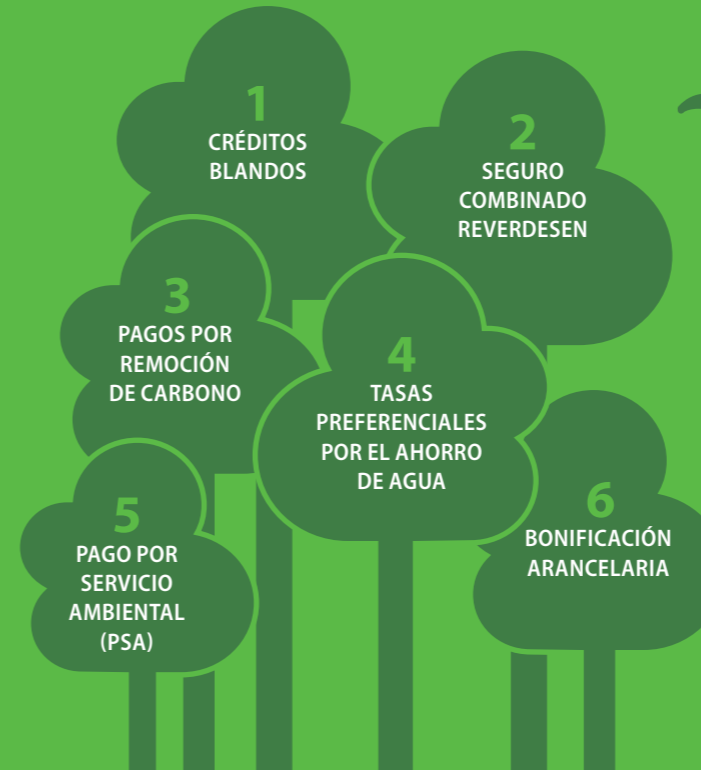 1
CRÉDITOS
BLANDOS
2
SEGURO
COMBINADO
REVERDESEN
3
PAGOS POR
REMOCIÓN
DE CARBONO
4
TASAS
PREFERENCIALES
POR EL AHORRO
DE AGUA
5
PAGO POR
SERVICIO
AMBIENTAL
(PSA)
6
BONIFICACIÓN
ARANCELARIA